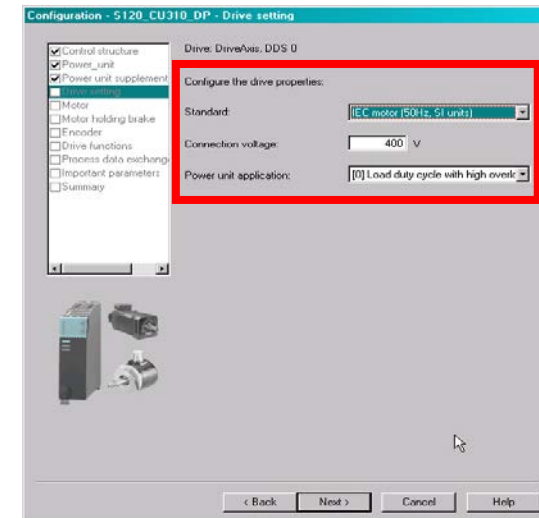 Configuration - S120_CU310_DP - Drive setting
Control structure
Power_unit
Power unit supplement
Drive setting
Motor
Motor holding brake
Encoder
Drive functions
Process data exchang
Important parameters
Summary
Drive: DriveAxis, DDS 0
Configure the drive properties:
Standard: IEC motor (50Hz, SI units)
Connection voltage: 400 V
Power unit application: [0] Load duty cycle with high overlc
< Back Next > Cancel Help